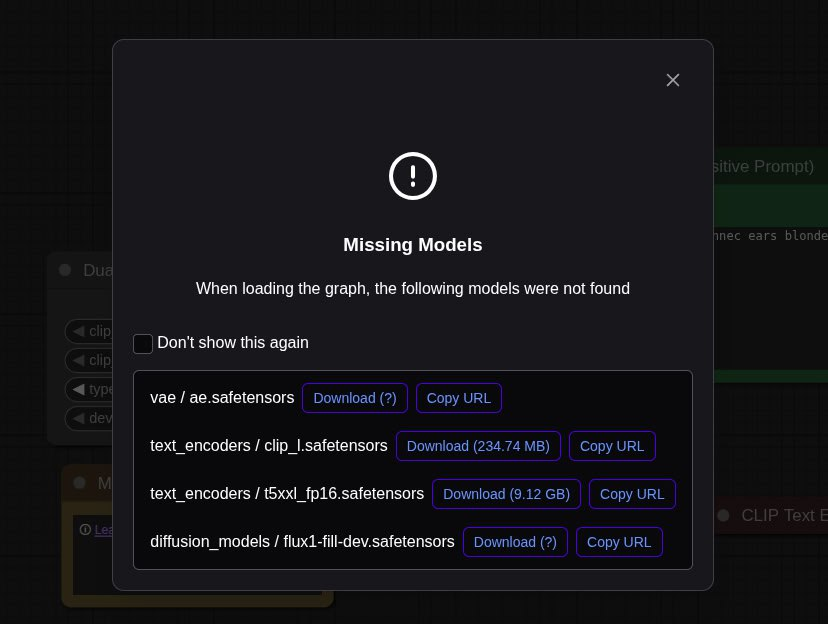 Missing Models
When loading the graph, the following models were not found
Don't show this again
vae / ae.safetensors Download (?) Copy URL
text_encoders / clip_l.safetensors Download (234.74 MB) Copy URL
text_encoders / t5xxl_fp16.safetensors Download (9.12 GB) Copy URL
diffusion_models / flux1-fill-dev.safetensors Download (?) Copy URL
sitive Prompt)
nnec ears blonde
Dua
clip
clip
type
dev
M
Lea
CLIP Text E